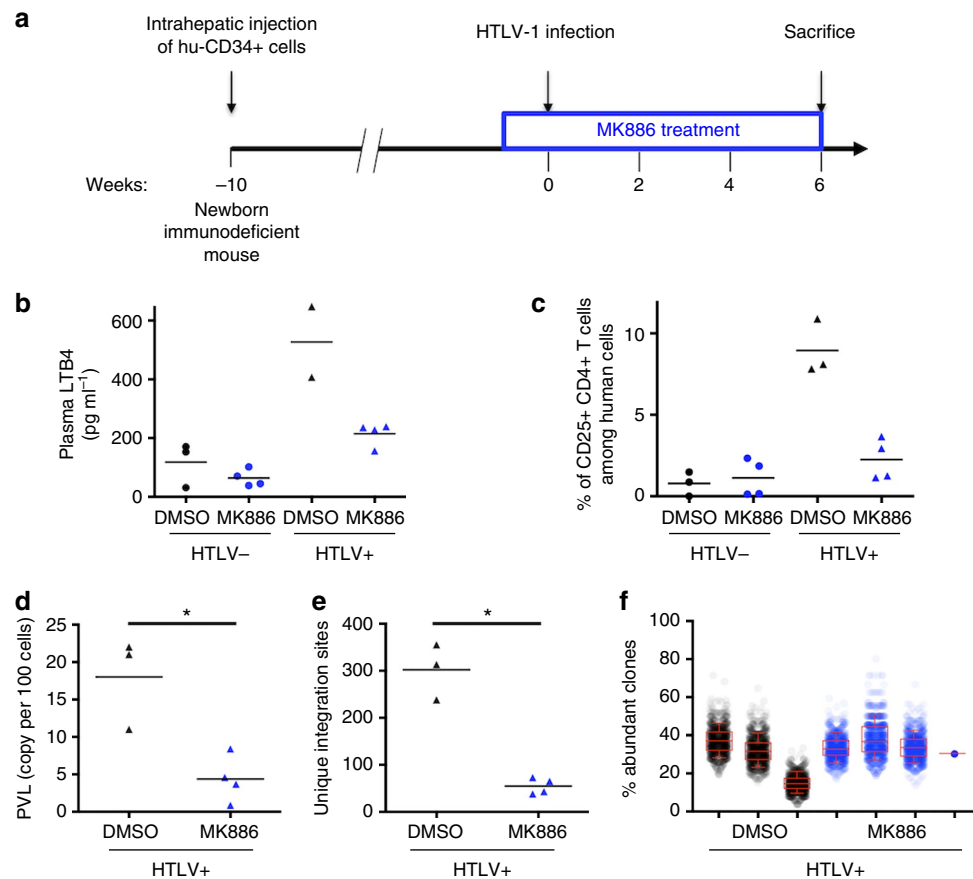 a
Intrahepatic injection
of hu-CD34+ cells
HTLV-1 infection
Sacrifice
MK886 treatment
Weeks:
–10
0
2
4
6
Newborn
immunodeficient
mouse
b
Plasma LTB4
(pg ml–1)
600
400
200
0
DMSO MK886 DMSO MK886
HTLV–
HTLV+
c
% of CD25+ CD4+ T cells
among human cells
10
5
0
DMSO MK886 DMSO MK886
HTLV–
HTLV+
d
PVL (copy per 100 cells)
25
20
15
10
5
0
*
DMSO MK886
HTLV+
e
Unique integration sites
400
300
200
100
0
*
DMSO MK886
HTLV+
f
% abundant clones
100
80
60
40
20
0
DMSO MK886
HTLV+